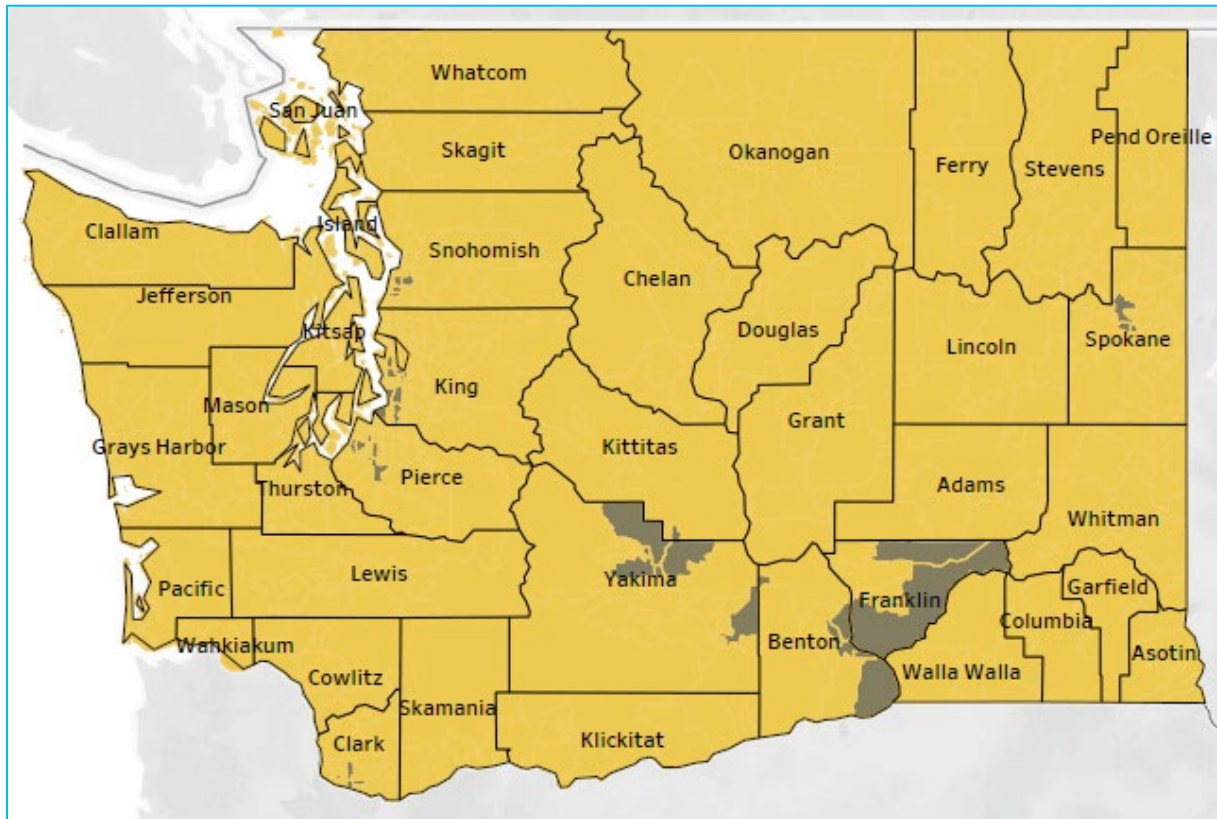 Whatcom
San Juan
Skagit
Okanogan
Ferry
Stevens
Pend Oreille
Clallam
Island
Snohomish
Chelan
Jefferson
Kitsap
Douglas
Lincoln
Spokane
King
Mason
Grant
Grays Harbor
Kittitas
Thurston
Pierce
Adams
Whitman
Lewis
Yakima
Pacific
Franklin
Garfield
Columbia
Wahkiakum
Benton
Walla Walla
Asotin
Cowlitz
Skamania
Clark
Klickitat